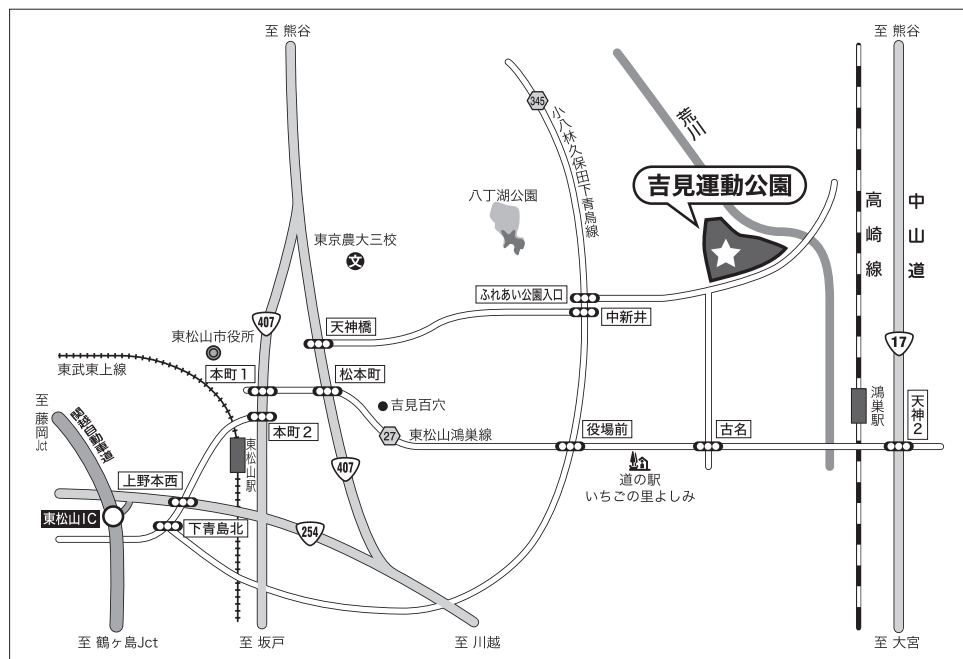 至 熊谷
至 熊谷
345
小八林久保田下青鳥線
荒川
吉見運動公園
八丁湖公園
高崎線
中山道
東京農大三校
文
ふれあい公園入口
407
天神橋
中新井
17
東松山市役所
東武東上線
本町1
松本町
吉見百穴
鴻巣駅
天神2
至 藤岡Jct
関越自動車道
本町2
27
東松山鴻巣線
役場前
古名
東松山駅
407
道の駅
いちごの里よしみ
上野本西
東松山IC
下青鳥北
254
至 鶴ヶ島Jct
至 坂戸
至 川越
至 大宮